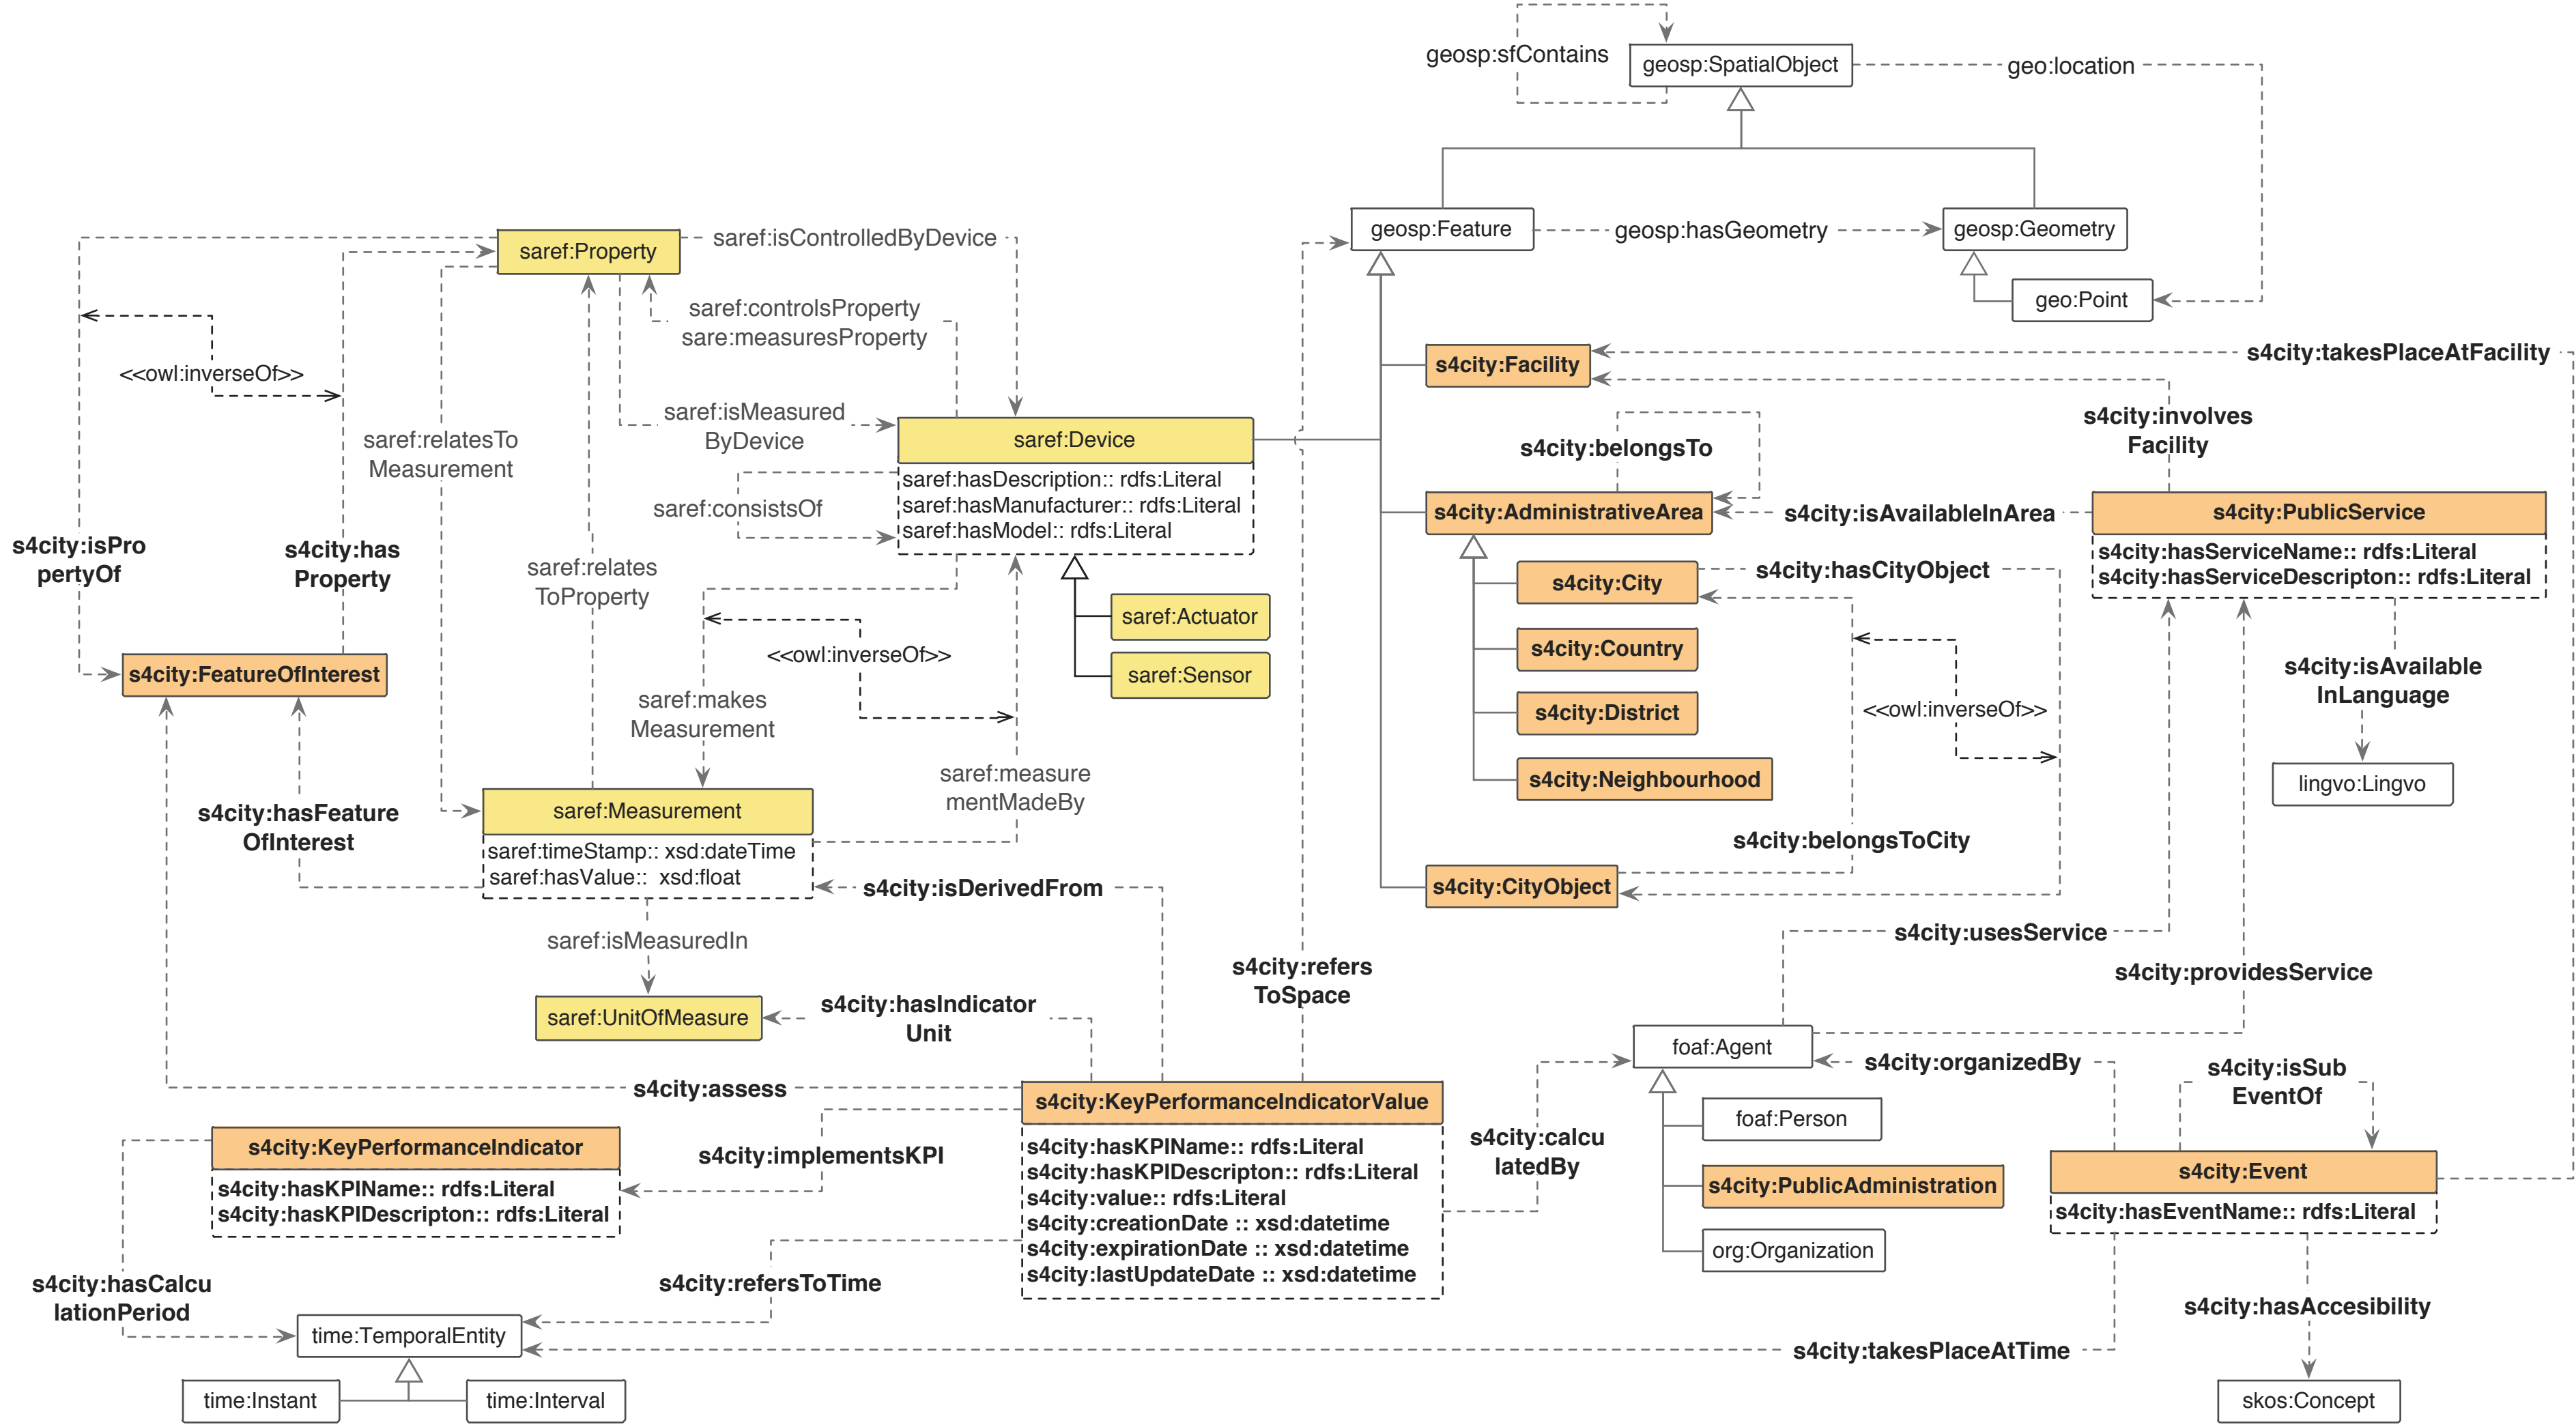 geosp:sfContains
geosp:SpatialObject
geo:location
geosp:Feature
geosp:hasGeometry
geosp:Geometry
geo:Point
saref:Property
saref:isControlledByDevice
saref:controlsProperty
sare:measuresProperty
<<owl:inverseOf>>
saref:relatesTo
Measurement
saref:isMeasured
ByDevice
saref:Device
saref:hasDescription:: rdfs:Literal
saref:hasManufacturer:: rdfs:Literal
saref:hasModel:: rdfs:Literal
saref:consistsOf
s4city:isPro
pertyOf
s4city:has
Property
saref:relates
ToProperty
saref:Actuator
saref:Sensor
<<owl:inverseOf>>
s4city:FeatureOfInterest
saref:makes
Measurement
saref:measure
mentMadeBy
s4city:hasFeature
OfInterest
saref:Measurement
saref:timeStamp:: xsd:dateTime
saref:hasValue::  xsd:float
s4city:isDerivedFrom
saref:isMeasuredIn
saref:UnitOfMeasure
s4city:hasIndicator
Unit
s4city:refers
ToSpace
s4city:Facility
s4city:takesPlaceAtFacility
s4city:involves
Facility
s4city:belongsTo
s4city:AdministrativeArea
s4city:isAvailableInArea
s4city:PublicService
s4city:hasServiceName:: rdfs:Literal
s4city:hasServiceDescripton:: rdfs:Literal
s4city:City
s4city:hasCityObject
s4city:Country
s4city:District
s4city:Neighbourhood
<<owl:inverseOf>>
s4city:isAvailable
InLanguage
lingvo:Lingvo
s4city:belongsToCity
s4city:CityObject
s4city:usesService
s4city:providesService
foaf:Agent
s4city:organizedBy
s4city:isSub
EventOf
foaf:Person
s4city:PublicAdministration
org:Organization
s4city:Event
s4city:hasEventName:: rdfs:Literal
s4city:assess
s4city:KeyPerformanceIndicatorValue
s4city:hasKPIName:: rdfs:Literal
s4city:hasKPIDescripton:: rdfs:Literal
s4city:value:: rdfs:Literal
s4city:creationDate :: xsd:datetime
s4city:expirationDate :: xsd:datetime
s4city:lastUpdateDate :: xsd:datetime
s4city:calcu
latedBy
s4city:KeyPerformanceIndicator
s4city:hasKPIName:: rdfs:Literal
s4city:hasKPIDescripton:: rdfs:Literal
s4city:implementsKPI
s4city:hasCalcu
lationPeriod
s4city:refersToTime
time:TemporalEntity
time:Instant
time:Interval
s4city:takesPlaceAtTime
s4city:hasAccesibility
skos:Concept